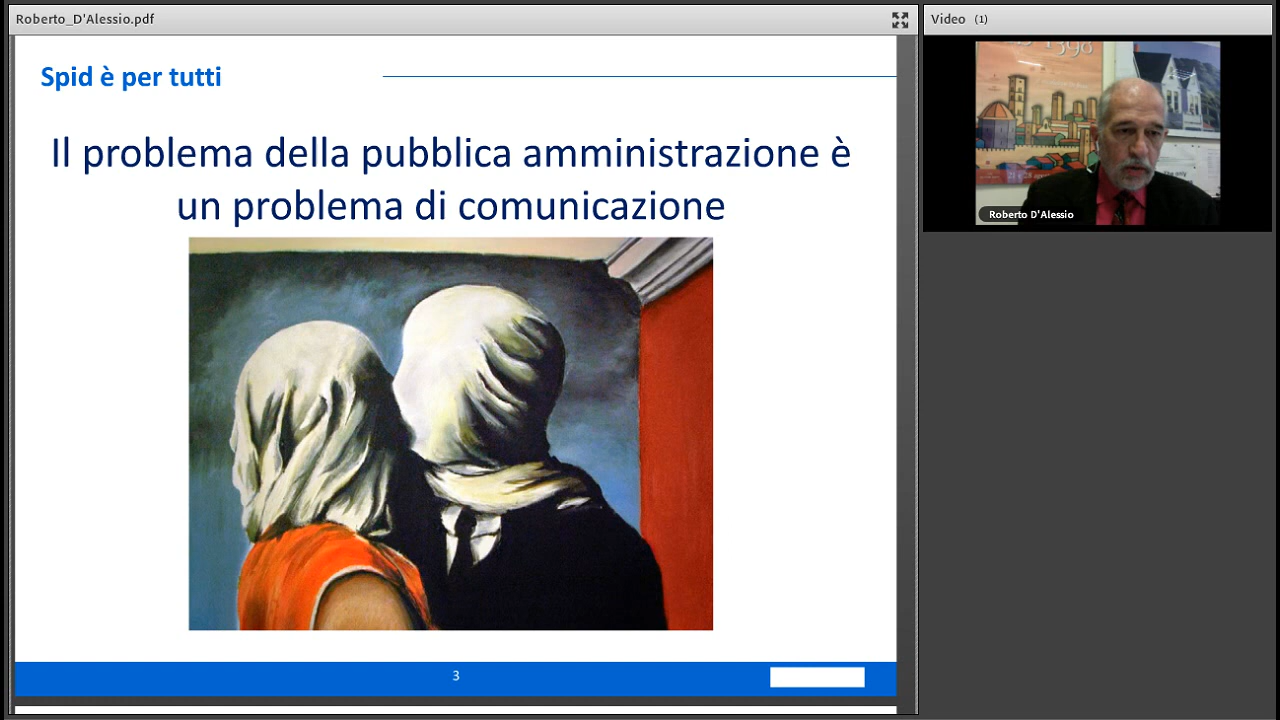 Roberto_D'Alessio.pdf
Video (1)
Spid è per tutti
Il problema della pubblica amministrazione è
un problema di comunicazione
Roberto D'Alessio
3